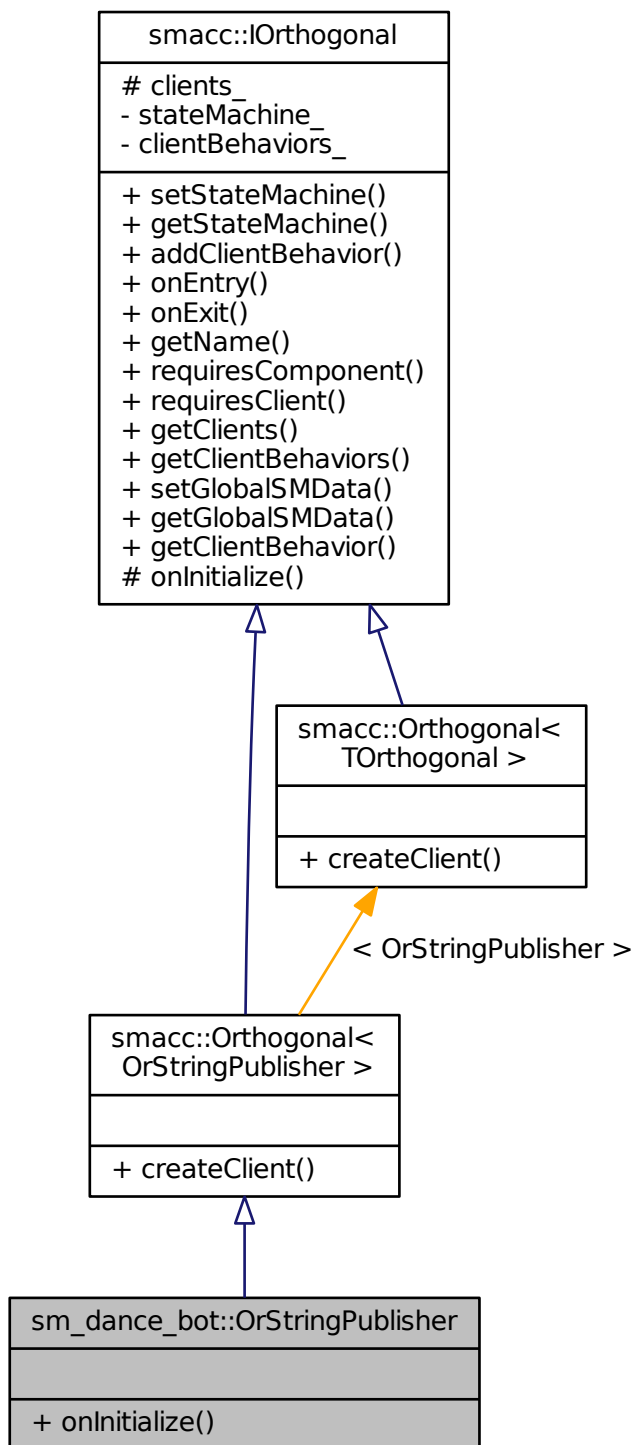 smacc::IOrthogonal
# clients_
- stateMachine_
- clientBehaviors_
+ setStateMachine()
+ getStateMachine()
+ addClientBehavior()
+ onEntry()
+ onExit()
+ getName()
+ requiresComponent()
+ requiresClient()
+ getClients()
+ getClientBehaviors()
+ setGlobalSMData()
+ getGlobalSMData()
+ getClientBehavior()
# onInitialize()
smacc::Orthogonal<
TOrthogonal >
+ createClient()
< OrStringPublisher >
smacc::Orthogonal<
OrStringPublisher >
+ createClient()
sm_dance_bot::OrStringPublisher
+ onInitialize()